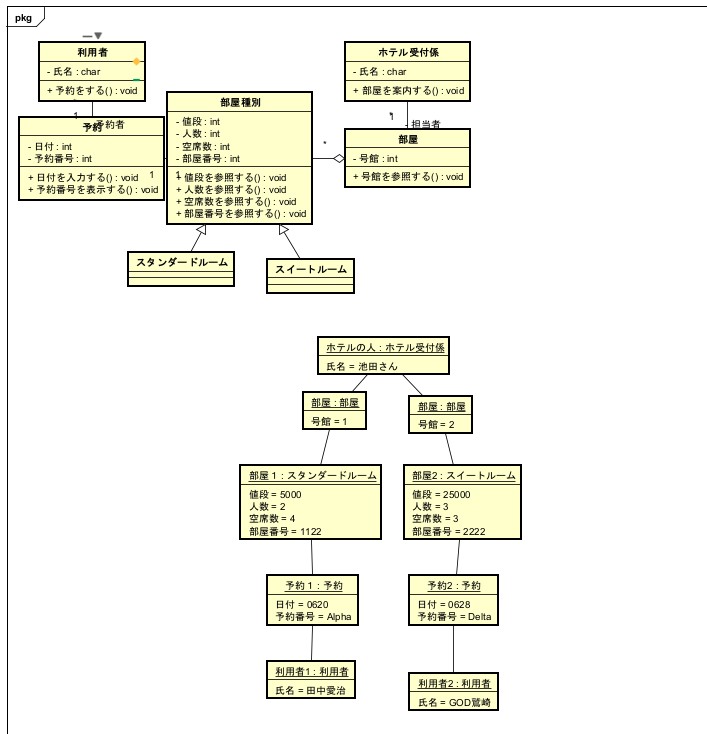 pkg
利用者
- 氏名 : char
+ 予約をする() : void
ホテル受付係
- 氏名 : char
+ 部屋を案内する() : void
1
- 予約者
*
1
- 担当者
予約
- 日付 : int
- 予約番号 : int
+ 日付を入力する() : void
+ 予約番号を表示する() : void
1
1
部屋種別
- 値段 : int
- 人数 : int
- 空席数 : int
- 部屋番号 : int
+ 値段を参照する() : void
+ 人数を参照する() : void
+ 空席数を参照する() : void
+ 部屋番号を参照する() : void
*
部屋
- 号館 : int
+ 号館を参照する() : void
スタンダードルーム
スイートルーム
ホテルの人 : ホテル受付係
氏名 = 池田さん
部屋 : 部屋
号館 = 1
部屋 : 部屋
号館 = 2
部屋1 : スタンダードルーム
値段 = 5000
人数 = 2
空席数 = 4
部屋番号 = 1122
部屋2 : スイートルーム
値段 = 25000
人数 = 3
空席数 = 3
部屋番号 = 2222
予約1 : 予約
日付 = 0620
予約番号 = Alpha
予約2 : 予約
日付 = 0628
予約番号 = Delta
利用者1 : 利用者
氏名 = 田中愛治
利用者2 : 利用者
氏名 = GOD鷲崎